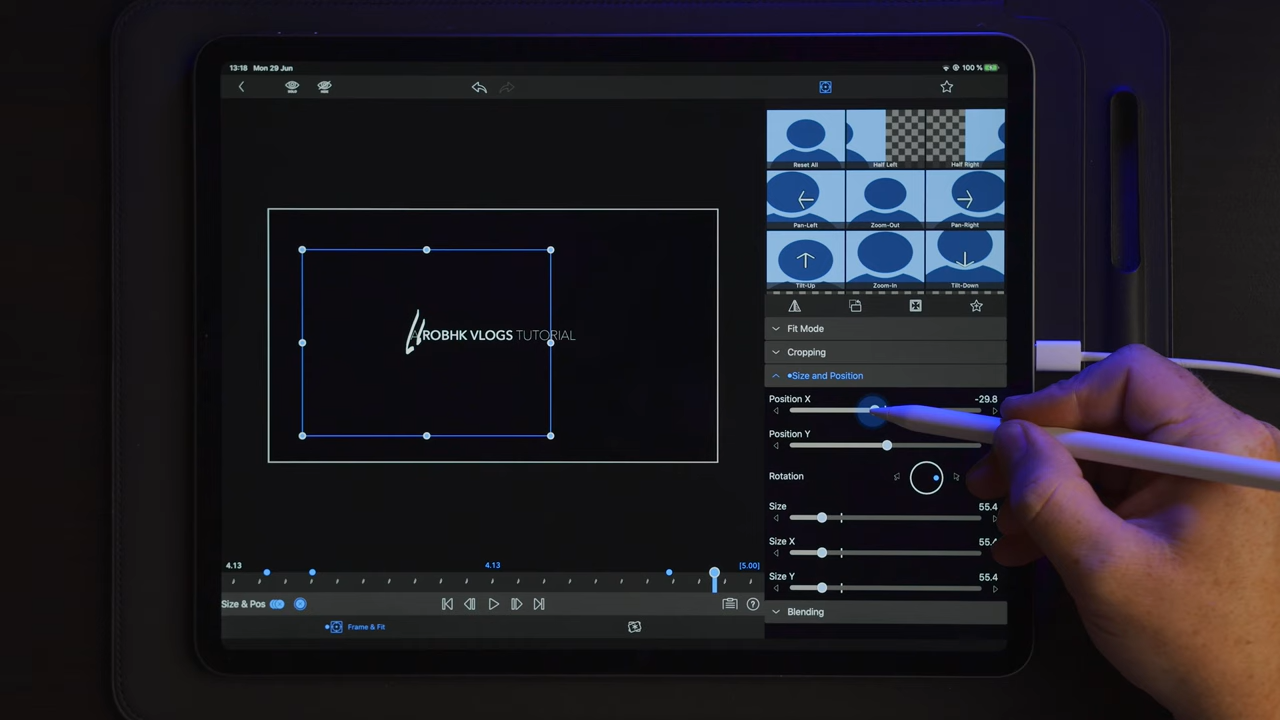 13:18 Mon 29 Jun
100 %
Reset All
Half Left
Half Right
Pan-Left
Zoom-Out
Pan-Right
Tilt-Up
Zoom-In
Tilt-Down
ROBHK VLOGS TUTORIAL
Fit Mode
Cropping
Size and Position
Position X
-29.8
Position Y
Rotation
Size
55.4
Size X
55.4
Size Y
55.4
Blending
4.13
4.13
[5.00]
Size & Pos
?
Frame & Fit